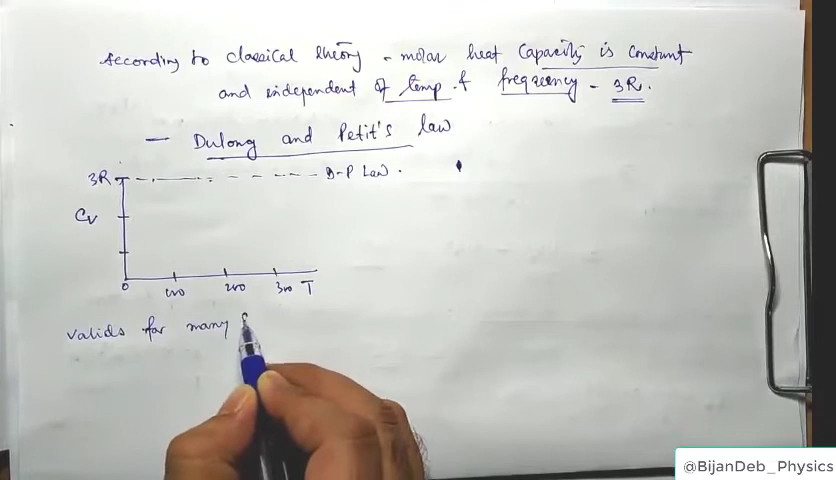 According to classical theory - molar heat capacity is constant
and independent of temp & frequency - 3R.
— Dulong and Petit's law
3R D-P Law.
Cv
0 100 200 300 T
valids for many
@BijanDeb_Physics